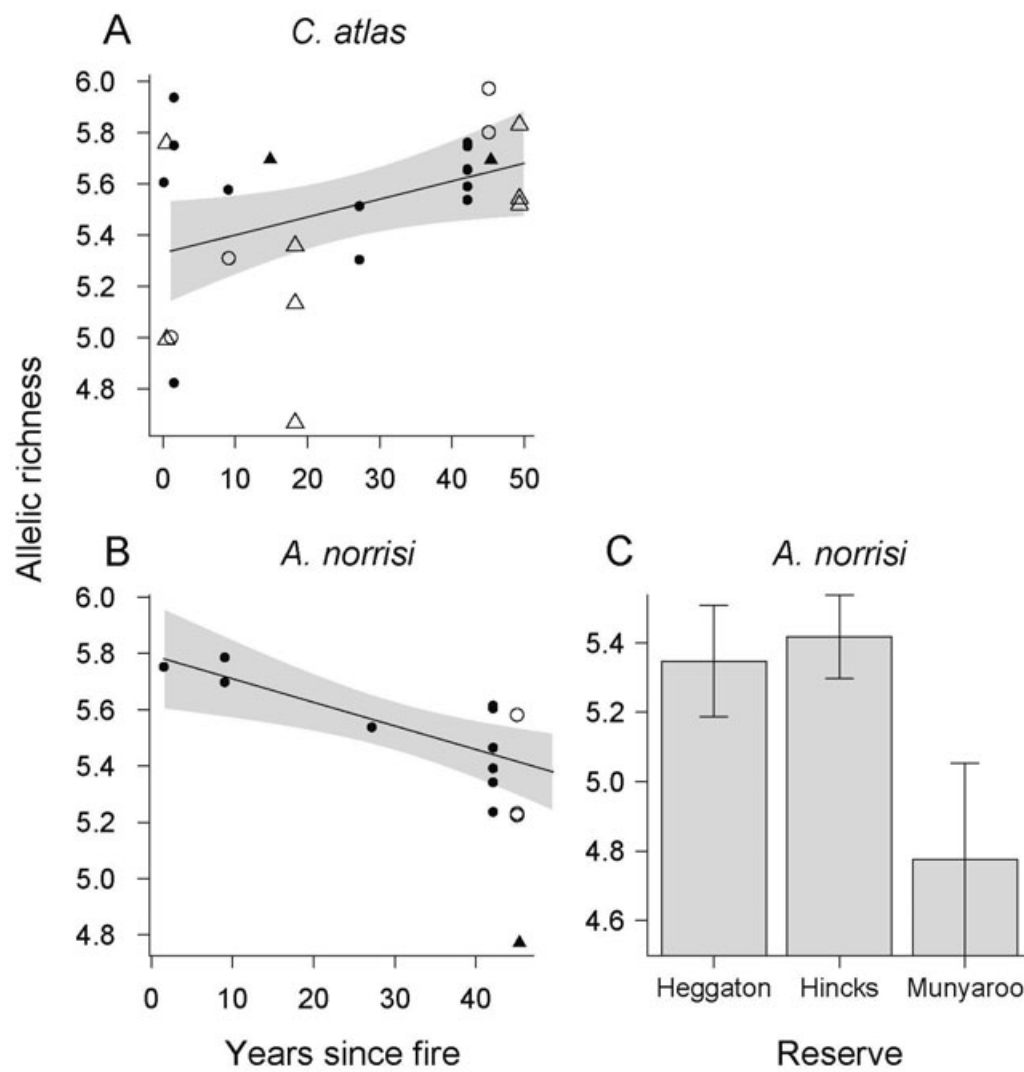 A C. atlas
6.0
5.8
5.6
5.4
5.2
5.0
4.8
0 10 20 30 40 50
Allelic richness
B A. norrisi
6.0
5.8
5.6
5.4
5.2
5.0
4.8
0 10 20 30 40
Years since fire
C A. norrisi
5.4
5.2
5.0
4.8
4.6
Heggaton Hincks Munyaroo
Reserve